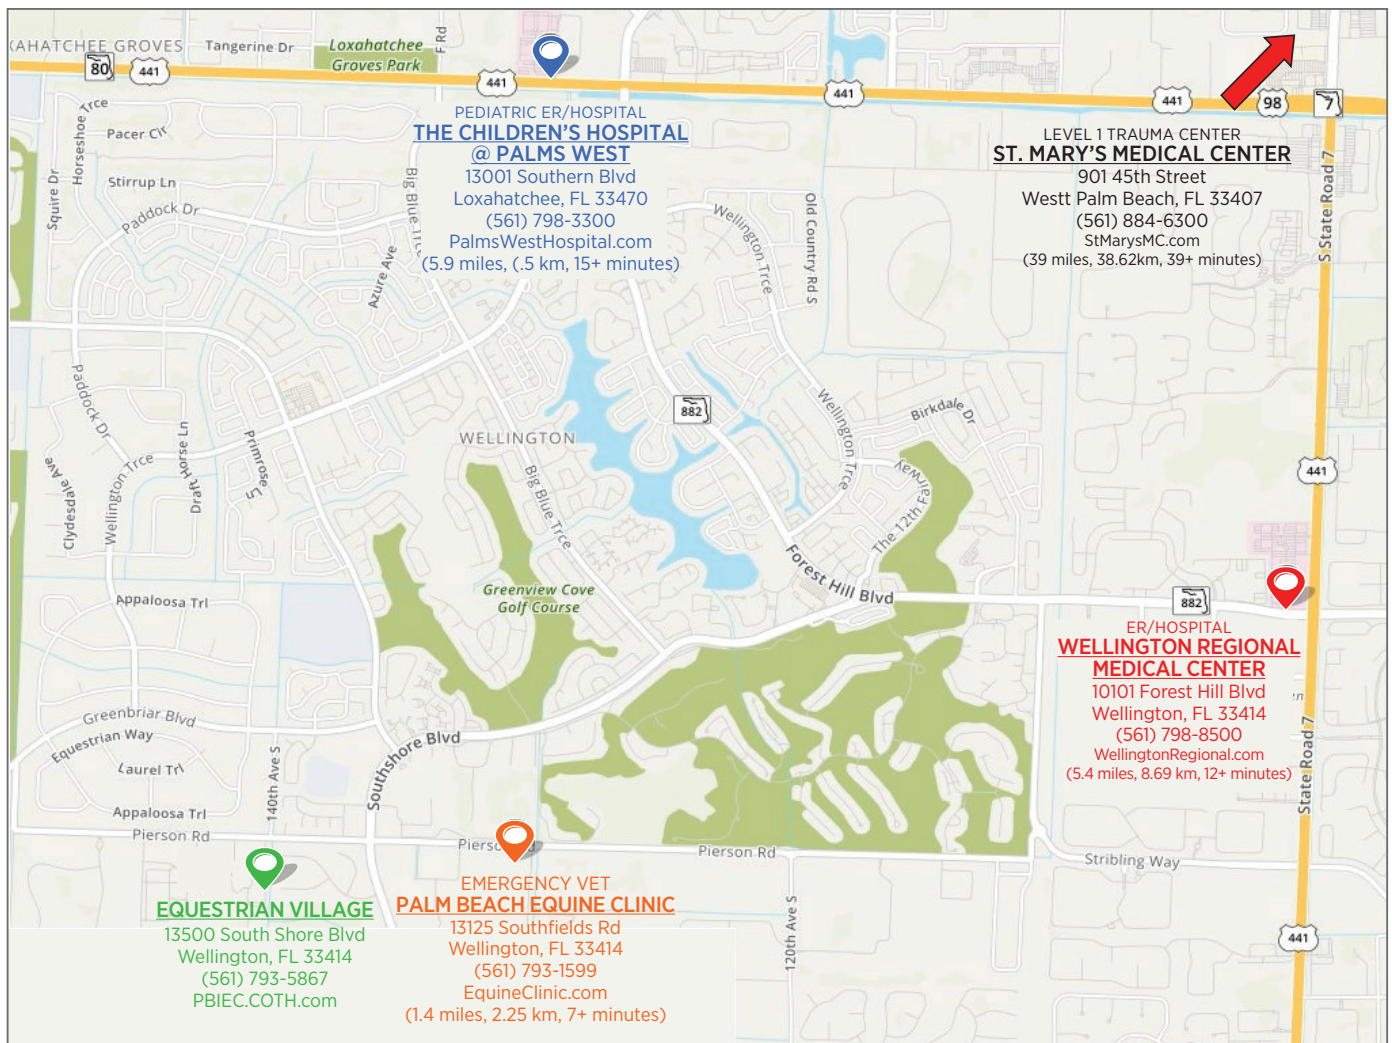 KAHATCHEE GROVES
Tangerine Dr
Loxahatchee
Groves Park
F Rd
80
441
441
441
441
98
7
PEDIATRIC ER/HOSPITAL
THE CHILDREN'S HOSPITAL
@ PALMS WEST
13001 Southern Blvd
Loxahatchee, FL 33470
(561) 798-3300
PalmsWestHospital.com
(5.9 miles, (.5 km, 15+ minutes)
LEVEL 1 TRAUMA CENTER
ST. MARY'S MEDICAL CENTER
901 45th Street
Westt Palm Beach, FL 33407
(561) 884-6300
StMarysMC.com
(39 miles, 38.62km, 39+ minutes)
Horseshoe Trce
Pacer Cir
Squire Dr
Stirrup Ln
Paddock Dr
Big Blue Trce
Azure Ave
Wellington Trce
Old Country Rd S
S State Road 7
882
Paddock Dr
Birkdale Dr
WELLINGTON
Wellington Trce
Primrose Ln
Draft Horse Ln
Clydesdale Ave
Wellington Trce
Big Blue Trce
Fairway
The 12th
441
Greenview Cove
Golf Course
Forest Hill Blvd
Appaloosa Trl
882
ER/HOSPITAL
WELLINGTON REGIONAL
MEDICAL CENTER
10101 Forest Hill Blvd
Wellington, FL 33414
(561) 798-8500
WellingtonRegional.com
(5.4 miles, 8.69 km, 12+ minutes)
Greenbriar Blvd
Equestrian Way
Laurel Trl
140th Ave S
Southshore Blvd
State Road 7
Appaloosa Trl
Pierson Rd
Pierson Rd
Stribling Way
EQUESTRIAN VILLAGE
13500 South Shore Blvd
Wellington, FL 33414
(561) 793-5867
PBIEC.COTH.com
EMERGENCY VET
PALM BEACH EQUINE CLINIC
13125 Southfields Rd
Wellington, FL 33414
(561) 793-1599
EquineClinic.com
(1.4 miles, 2.25 km, 7+ minutes)
120th Ave S
441